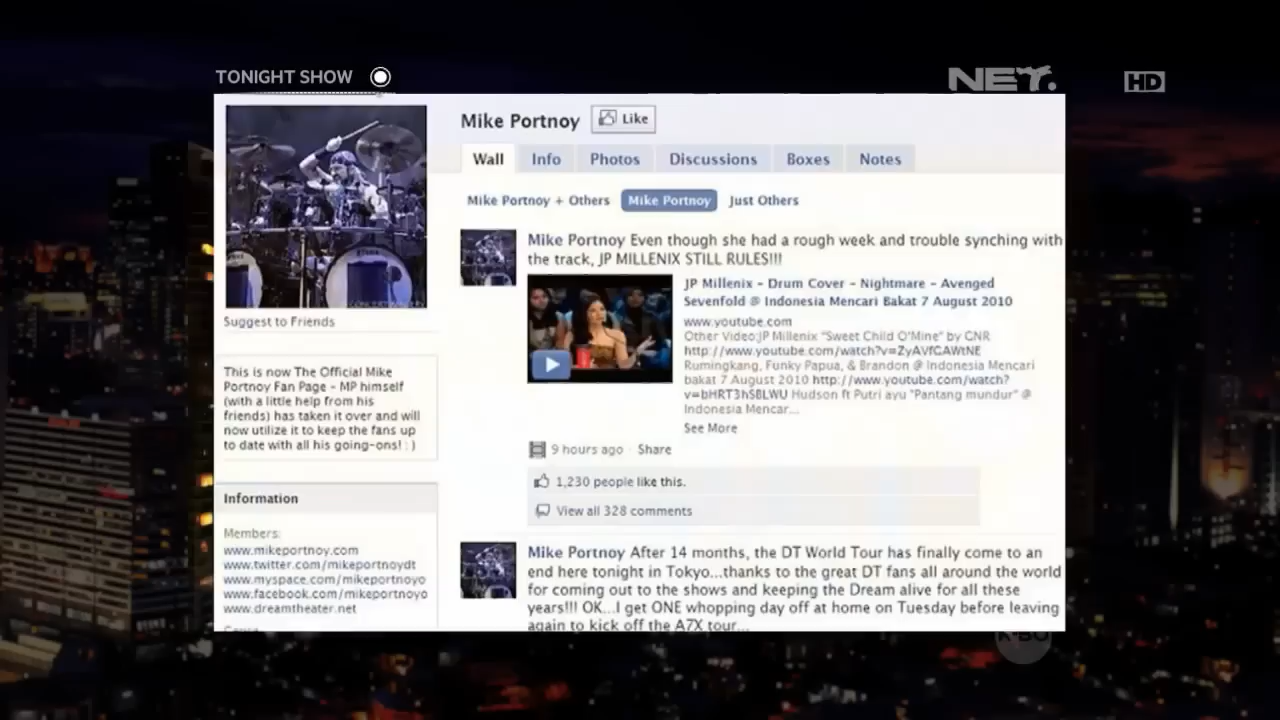 TONIGHT SHOW
NET.
HD
Mike Portnoy
Like
Wall Info Photos Discussions Boxes Notes
Mike Portnoy + Others Mike Portnoy Just Others
Mike Portnoy Even though she had a rough week and trouble synching with
the track, JP MILLENIX STILL RULES!!!
JP Millenix - Drum Cover - Nightmare - Avenged
Sevenfold @ Indonesia Mencari Bakat 7 August 2010
www.youtube.com
Other Video:JP Millenix "Sweet Child O'Mine" by GNR
http://www.youtube.com/watch?v=ZyAVfGAWtNE
Rumingkang, Funky Papua, & Brandon @ Indonesia Mencari
bakat 7 August 2010 http://www.youtube.com/watch?
v=bHRT3hSBLWU Hudson ft Putri ayu "Pantang mundur" @
Indonesia Mencar...
See More
9 hours ago · Share
1,230 people like this.
View all 328 comments
Suggest to Friends
This is now The Official Mike
Portnoy Fan Page - MP himself
(with a little help from his
friends) has taken it over and will
now utilize it to keep the fans up
to date with all his going-ons! : )
Information
Members:
www.mikeportnoy.com
www.twitter.com/mikeportnoydt
www.myspace.com/mikeportnoyo
www.facebook.com/mikeportnoyo
www.dreamtheater.net
Mike Portnoy After 14 months, the DT World Tour has finally come to an
end here tonight in Tokyo...thanks to the great DT fans all around the world
for coming out to the shows and keeping the Dream alive for all these
years!!! OK...I get ONE whopping day off at home on Tuesday before leaving
again to kick off the A7X tour...